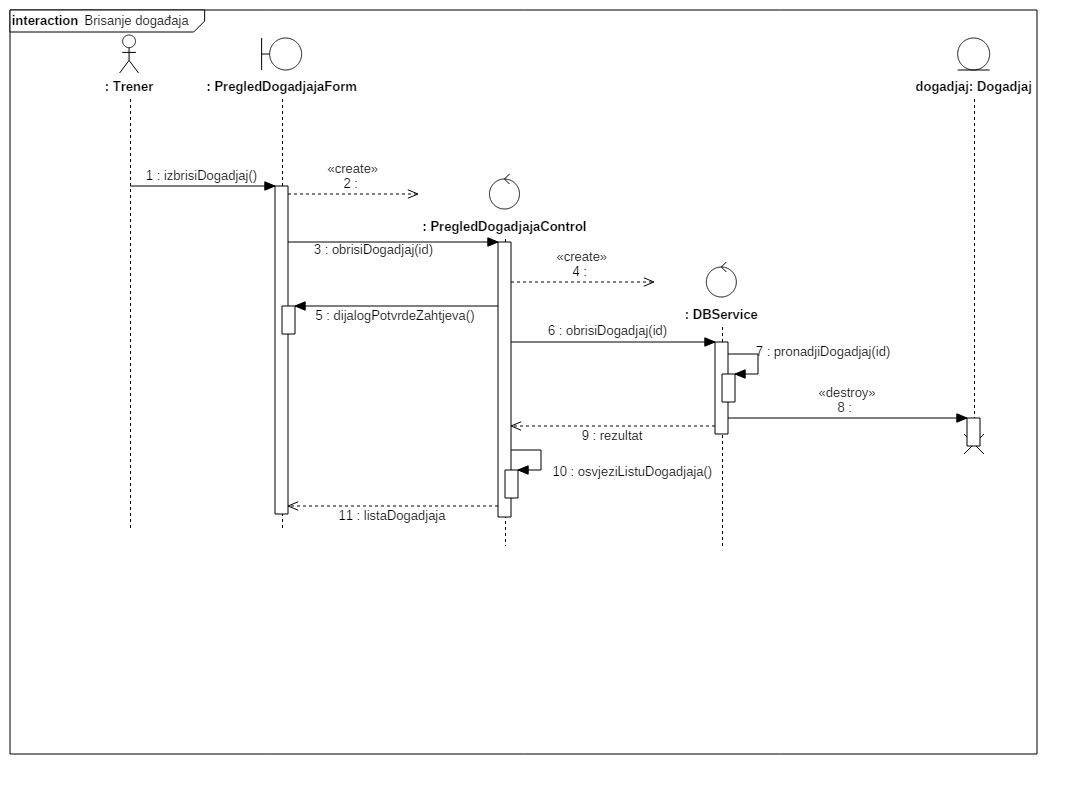 interaction Brisanje događaja
: Trener
: PregledDogadjajaForm
dogadjaj: Dogadjaj
1 : izbrisiDogadjaj()
«create»
2 :
: PregledDogadjajaControl
3 : obrisiDogadjaj(id)
«create»
4 :
: DBService
5 : dijalogPotvrdeZahtjeva()
6 : obrisiDogadjaj(id)
7 : pronadjiDogadjaj(id)
«destroy»
8 :
9 : rezultat
10 : osvjeziListuDogadjaja()
11 : listaDogadjaja